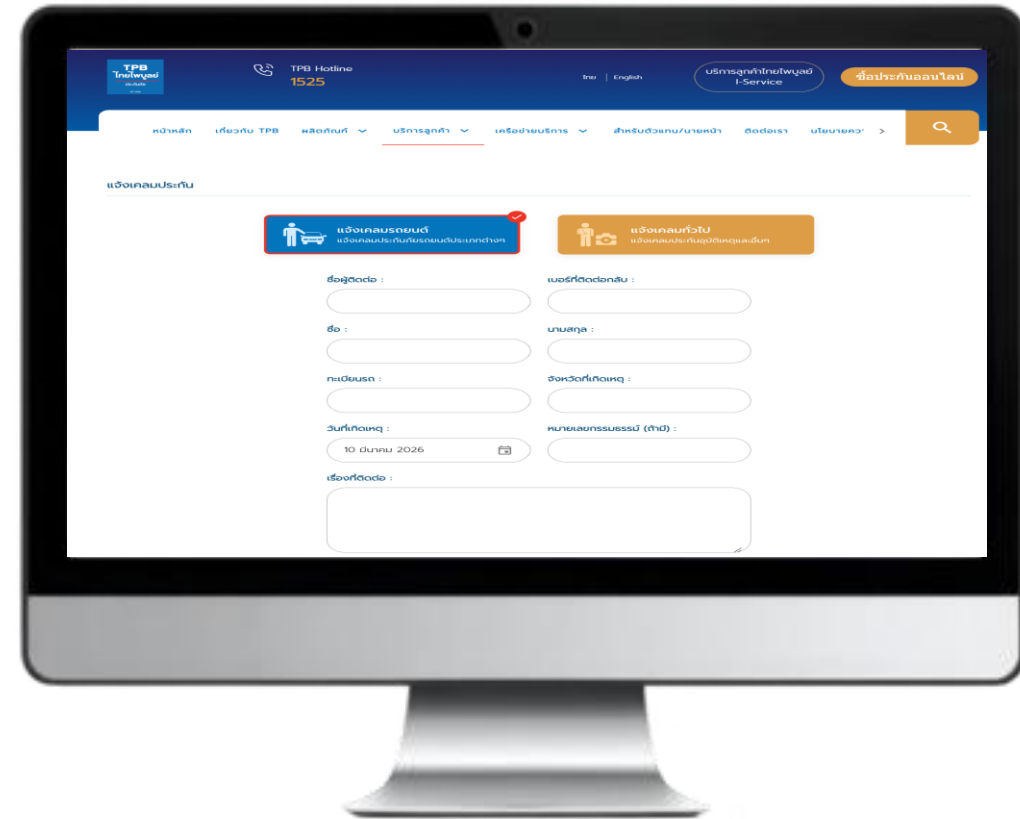 TPB
ไทยไพบูลย์
TPB Hotline
1525
ไทย | English
บริการลูกค้าไทยไพบูลย์
I-Service
ซื้อประกันออนไลน์
หน้าหลัก เกี่ยวกับ TPB ผลิตภัณฑ์ บริการลูกค้า เครือข่ายบริการ สำหรับตัวแทน/นายหน้า ติดต่อเรา
แจ้งเคลมประกัน
แจ้งเคลมรถยนต์
แจ้งเคลมประกันภัยรถยนต์ประเภทต่างๆ
แจ้งเคลมทั่วไป
แจ้งเคลมประกันอุบัติเหตุและอื่นๆ
ชื่อผู้ติดต่อ : เบอร์ที่ติดต่อกลับ :
ชื่อ : นามสกุล :
ทะเบียนรถ : จังหวัดที่เกิดเหตุ :
วันที่เกิดเหตุ : หมายเลขกรรมธรรม์ (ถ้ามี) :
10 มีนาคม 2026
เรื่องที่ติดต่อ :